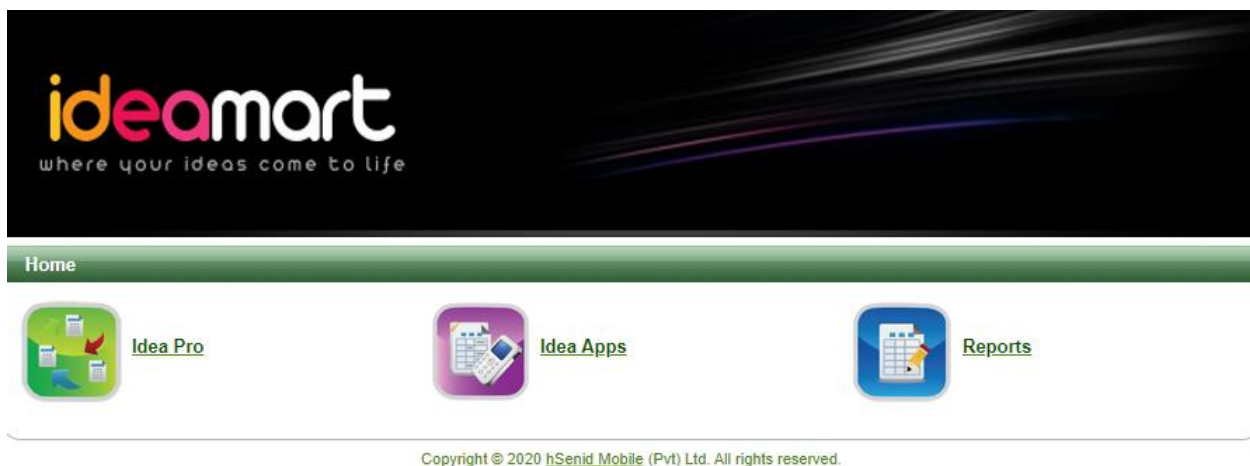 ideamart
where your ideas come to life
Home
Idea Pro
Idea Apps
Reports
Copyright © 2020 hSenid Mobile (Pvt) Ltd. All rights reserved.